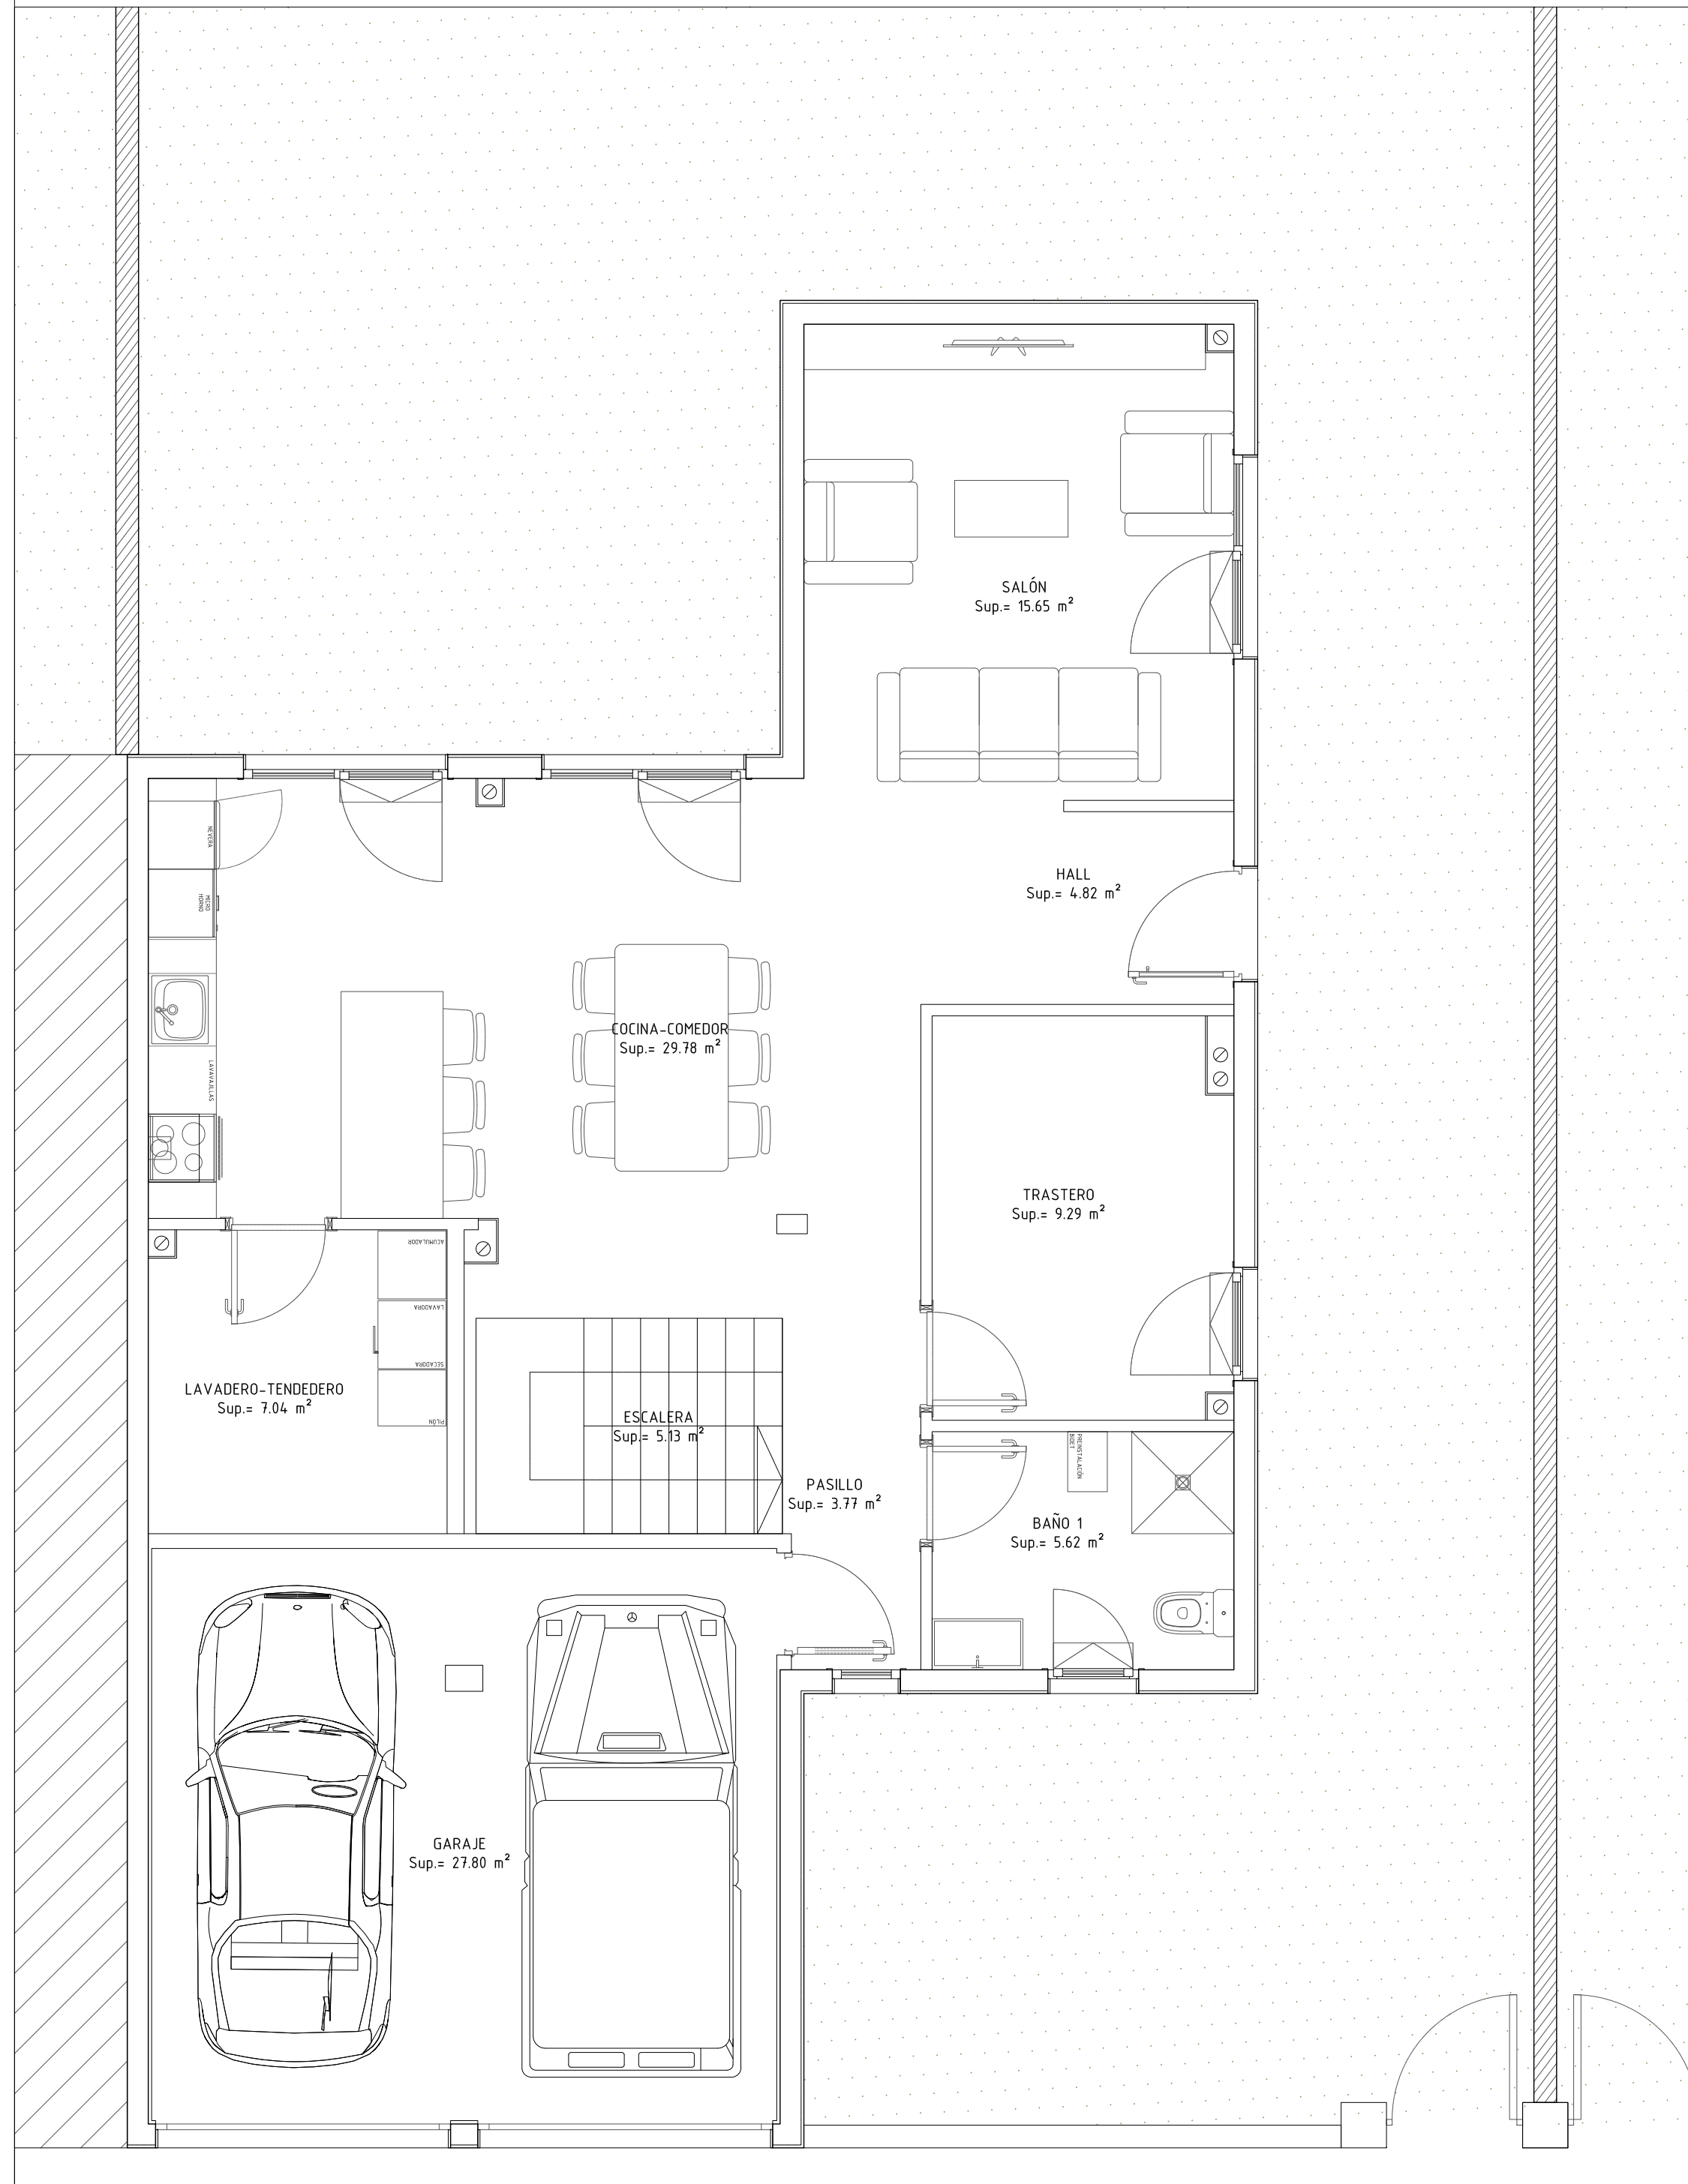 SALÓN
Sup.= 15.65 m²
NEVERA
MICRO
HORNO
HALL
Sup.= 4.82 m²
COCINA-COMEDOR
Sup.= 29.78 m²
LAVAVAJILLAS
TRASTERO
Sup.= 9.29 m²
ACUMULADOR
LAVADORA
SECADORA
PILÓN
LAVADERO-TENDEDERO
Sup.= 7.04 m²
ESCALERA
Sup.= 5.13 m²
PASILLO
Sup.= 3.77 m²
PREINSTALACIÓN
BIDET
BAÑO 1
Sup.= 5.62 m²
GARAJE
Sup.= 27.80 m²